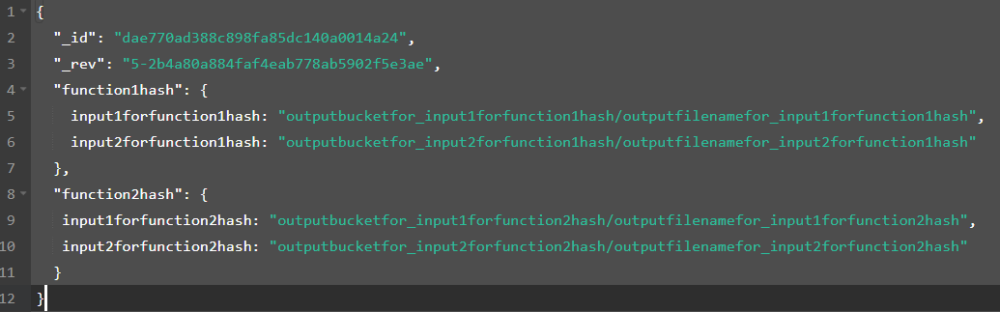 1 {
2 "_id": "dae770ad388c898fa85dc140a0014a24",
3 "_rev": "5-2b4a80a884faf4eab778ab5902f5e3ae",
4 "function1hash": {
5 input1forfunction1hash: "outputbucketfor_input1forfunction1hash/outputfilenamefor_input1forfunction1hash",
6 input2forfunction1hash: "outputbucketfor_input2forfunction1hash/outputfilenamefor_input2forfunction1hash"
7 },
8 "function2hash": {
9 input1forfunction2hash: "outputbucketfor_input1forfunction2hash/outputfilenamefor_input1forfunction2hash",
10 input2forfunction2hash: "outputbucketfor_input2forfunction2hash/outputfilenamefor_input2forfunction2hash"
11 }
12 }